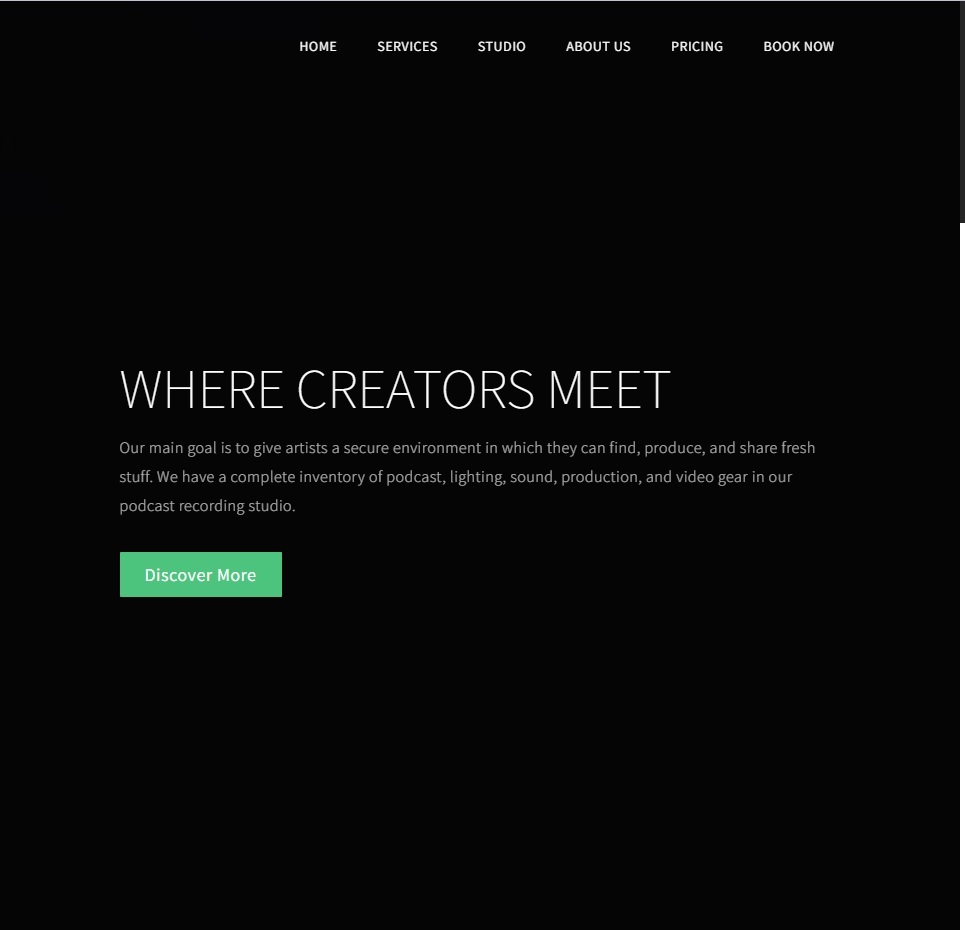 HOME SERVICES STUDIO ABOUT US PRICING BOOK NOW
WHERE CREATORS MEET
Our main goal is to give artists a secure environment in which they can find, produce, and share fresh
stuff. We have a complete inventory of podcast, lighting, sound, production, and video gear in our
podcast recording studio.
Discover More